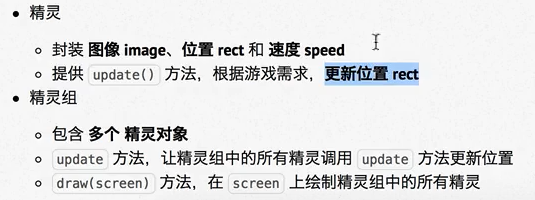 精灵
封装 图像 image、位置 rect 和 速度 speed
提供 update() 方法，根据游戏需求，更新位置 rect
精灵组
包含 多个 精灵对象
update 方法，让精灵组中的所有精灵调用 update 方法更新位置
draw(screen) 方法，在 screen 上绘制精灵组中的所有精灵